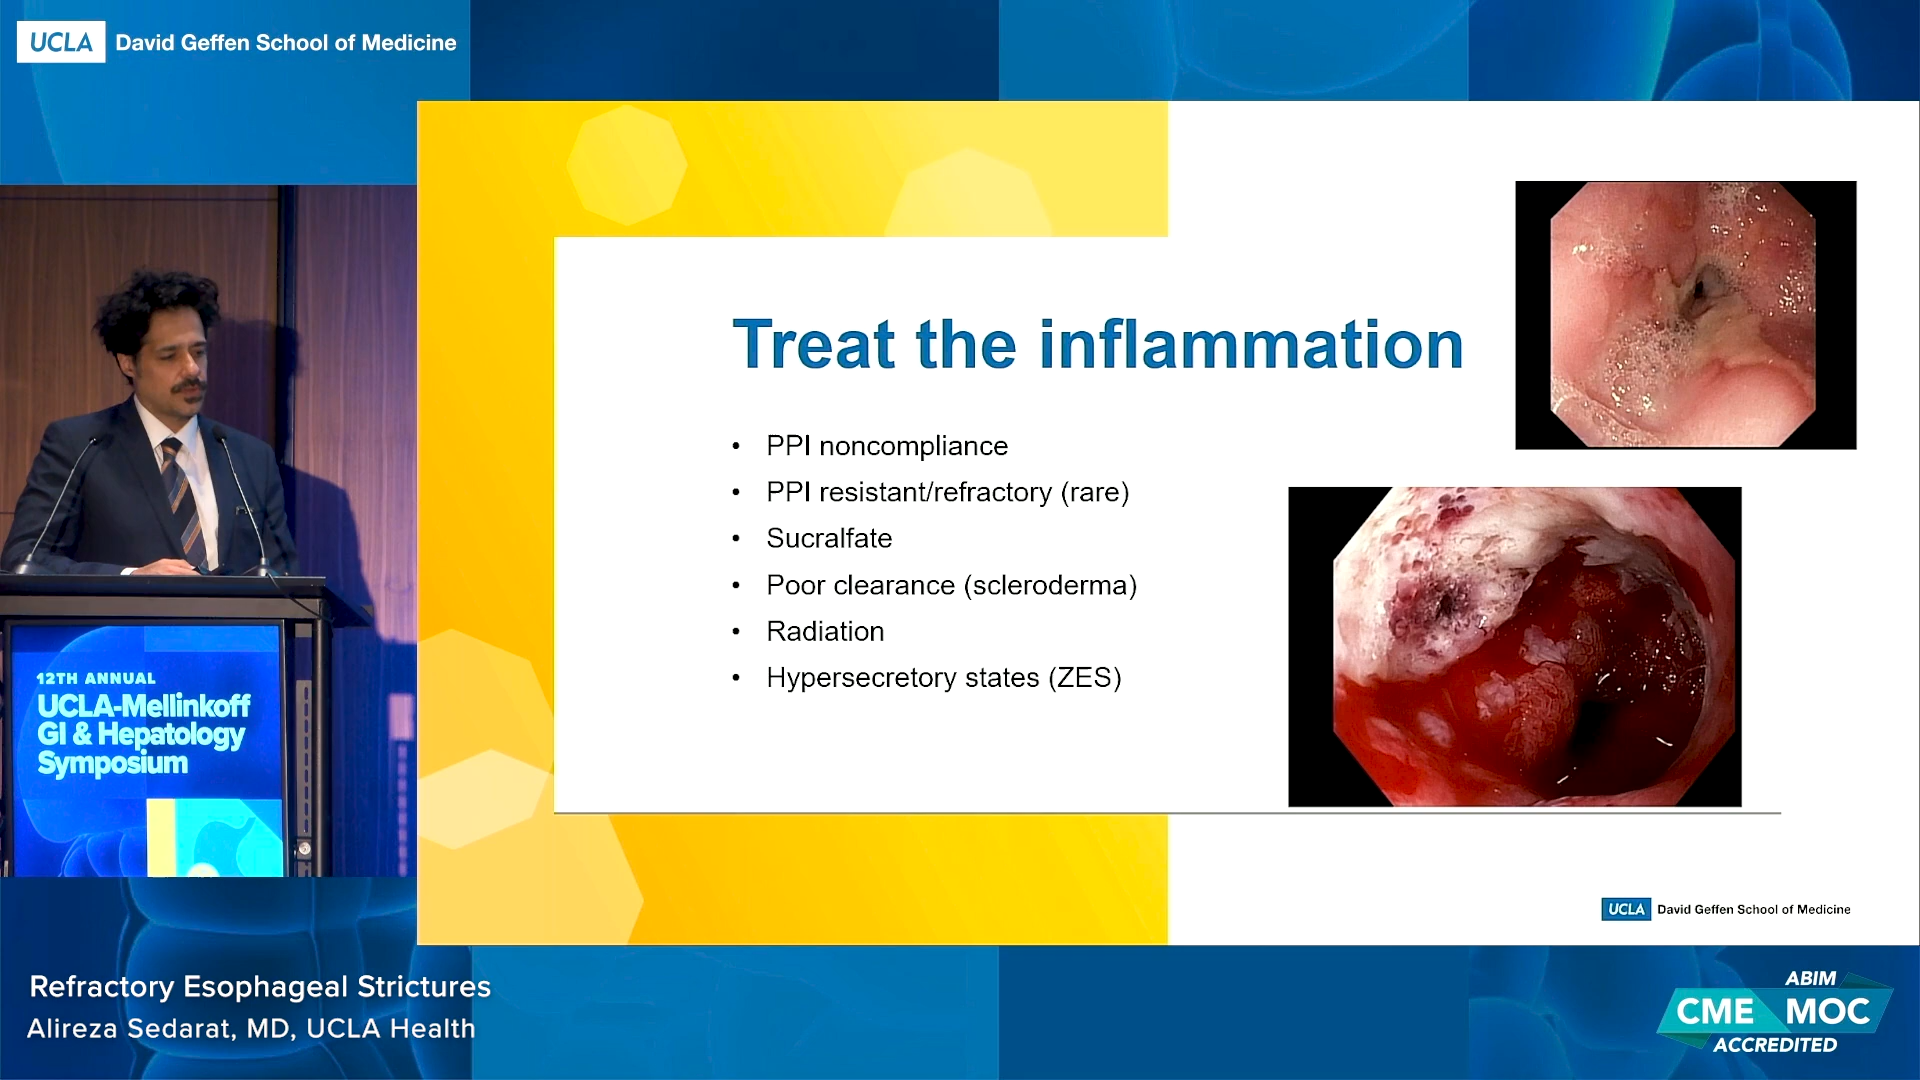 UCLA David Geffen School of Medicine
Treat the inflammation
• PPI noncompliance
• PPI resistant/refractory (rare)
• Sucralfate
• Poor clearance (scleroderma)
• Radiation
• Hypersecretory states (ZES)
12TH ANNUAL
UCLA-Mellinkoff
GI & Hepatology
Symposium
UCLA David Geffen School of Medicine
Refractory Esophageal Strictures
Alireza Sedarat, MD, UCLA Health
ABIM
CME MOC
ACCREDITED